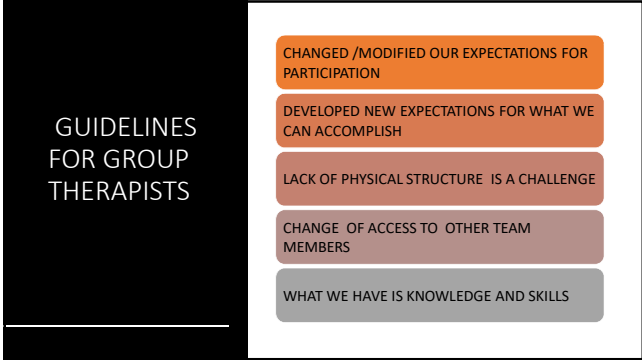 GUIDELINES
FOR GROUP
THERAPISTS
CHANGED /MODIFIED OUR EXPECTATIONS FOR
PARTICIPATION
DEVELOPED NEW EXPECTATIONS FOR WHAT WE
CAN ACCOMPLISH
LACK OF PHYSICAL STRUCTURE IS A CHALLENGE
CHANGE OF ACCESS TO OTHER TEAM
MEMBERS
WHAT WE HAVE IS KNOWLEDGE AND SKILLS